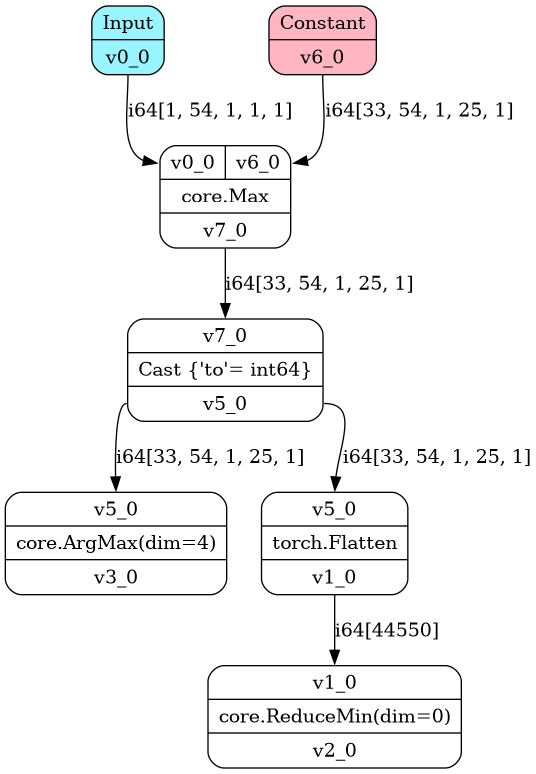 Input
v0_0
Constant
v6_0
i64[1, 54, 1, 1, 1]
i64[33, 54, 1, 25, 1]
v0_0 v6_0
core.Max
v7_0
i64[33, 54, 1, 25, 1]
v7_0
Cast {'to'= int64}
v5_0
i64[33, 54, 1, 25, 1]
i64[33, 54, 1, 25, 1]
v5_0
core.ArgMax(dim=4)
v3_0
v5_0
torch.Flatten
v1_0
i64[44550]
v1_0
core.ReduceMin(dim=0)
v2_0